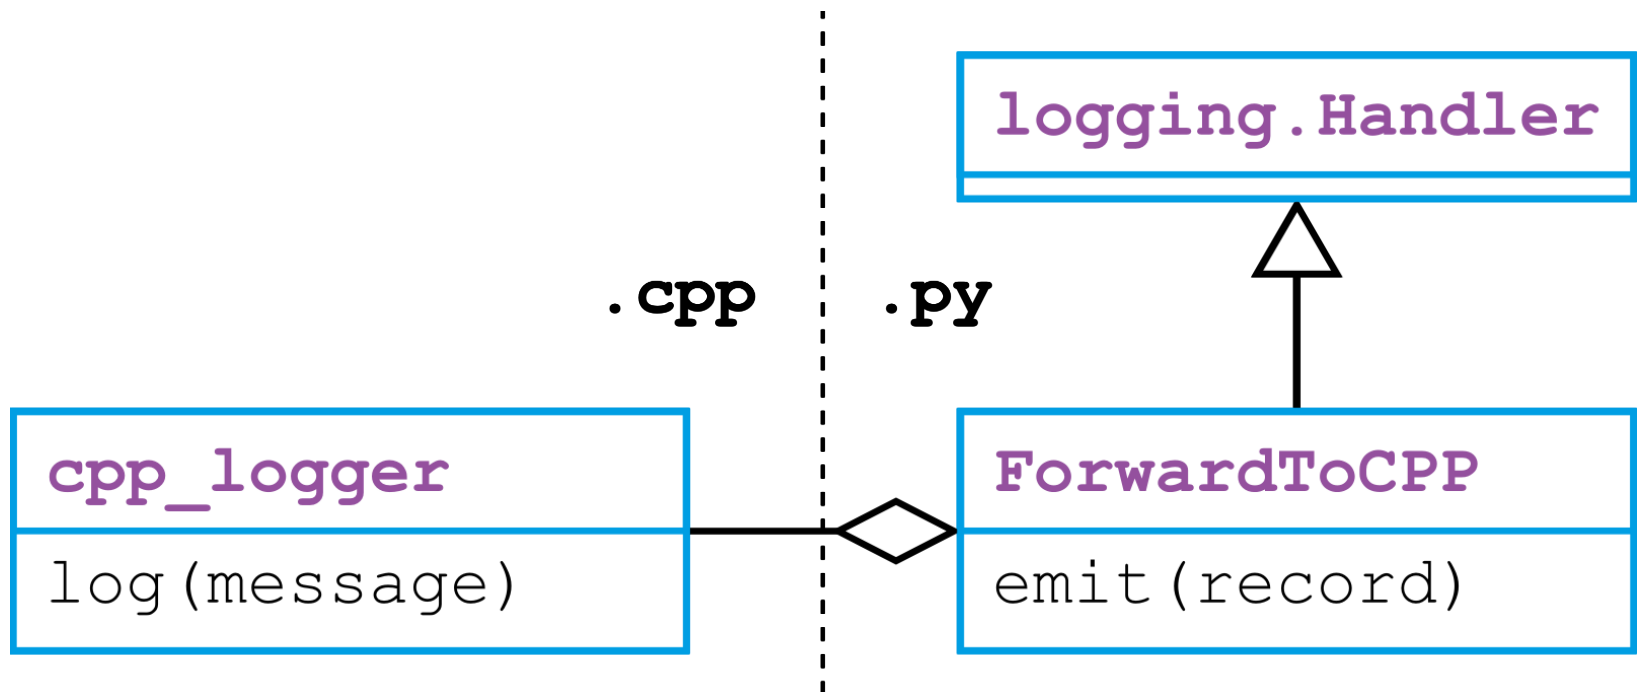 logging.Handler
.cpp
.py
cpp_logger
log(message)
ForwardToCPP
emit(record)